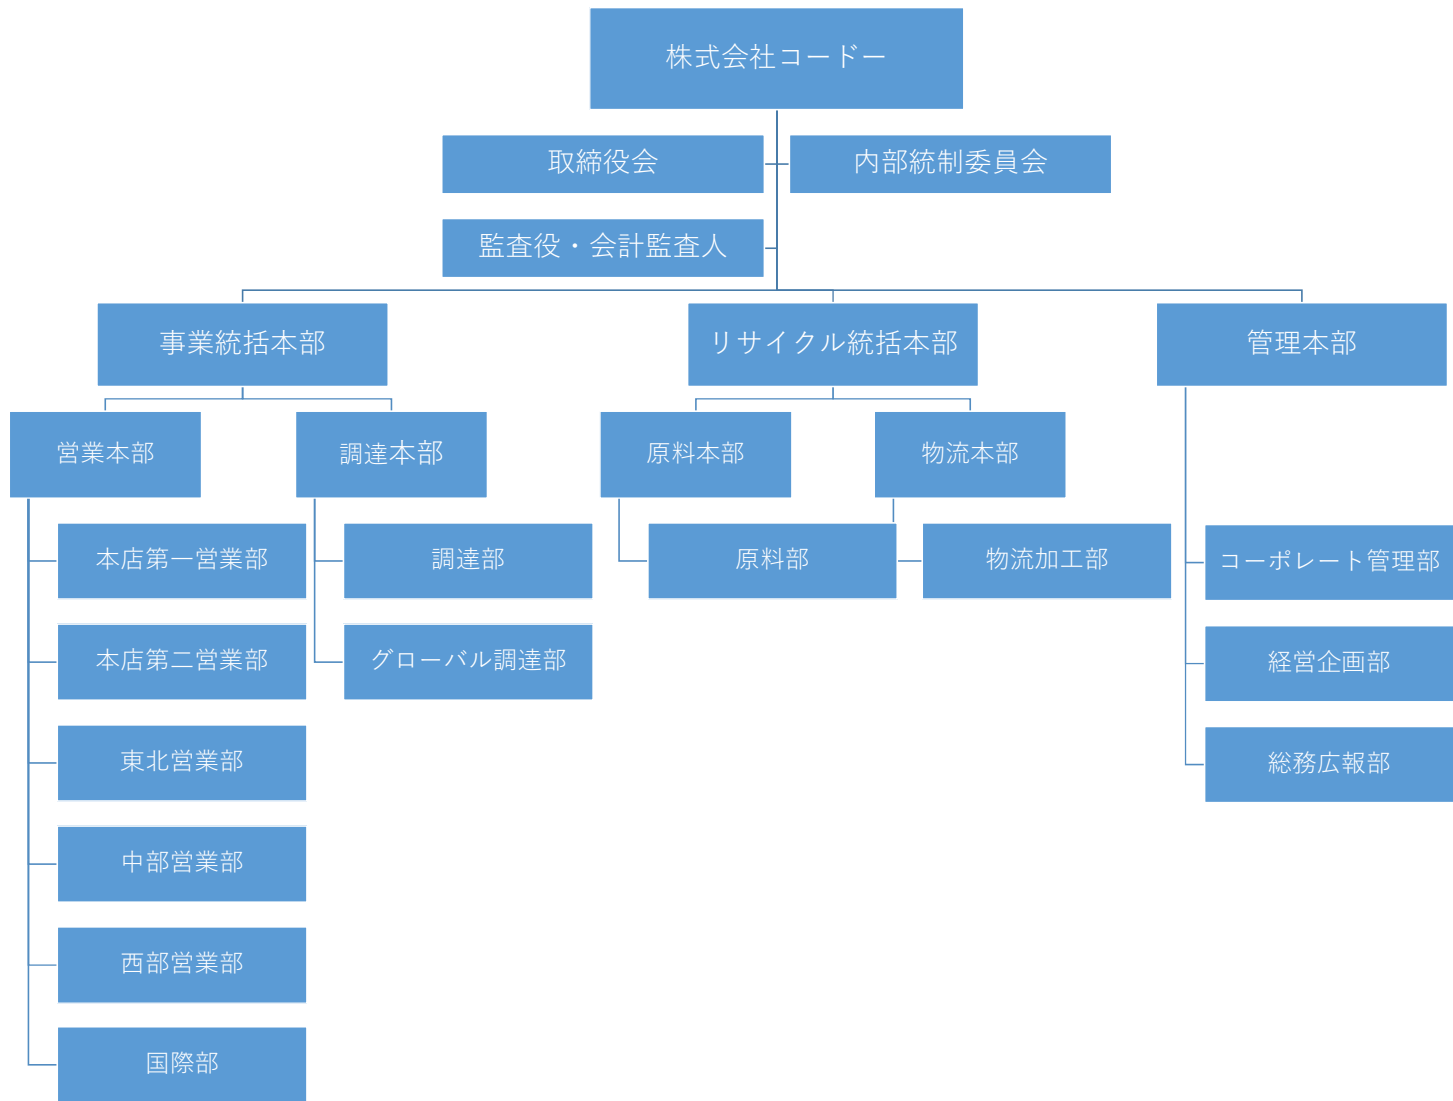 株式会社コードー
取締役会
内部統制委員会
監査役・会計監査人
事業統括本部
リサイクル統括本部
管理本部
営業本部
調達本部
原料本部
物流本部
本店第一営業部
調達部
原料部
物流加工部
コーポレート管理部
本店第二営業部
グローバル調達部
経営企画部
東北営業部
総務広報部
中部営業部
西部営業部
国際部